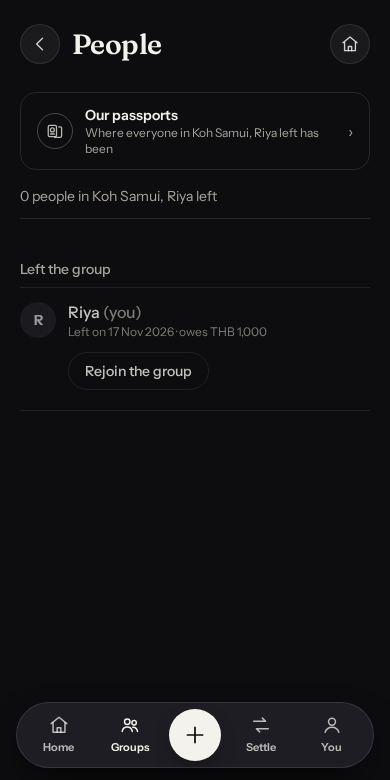 People
Our passports
Where everyone in Koh Samui, Riya left has
been
›
0 people in Koh Samui, Riya left
Left the group
R
Riya (you)
Left on 17 Nov 2026 · owes THB 1,000
Rejoin the group
Home
Groups
Settle
You